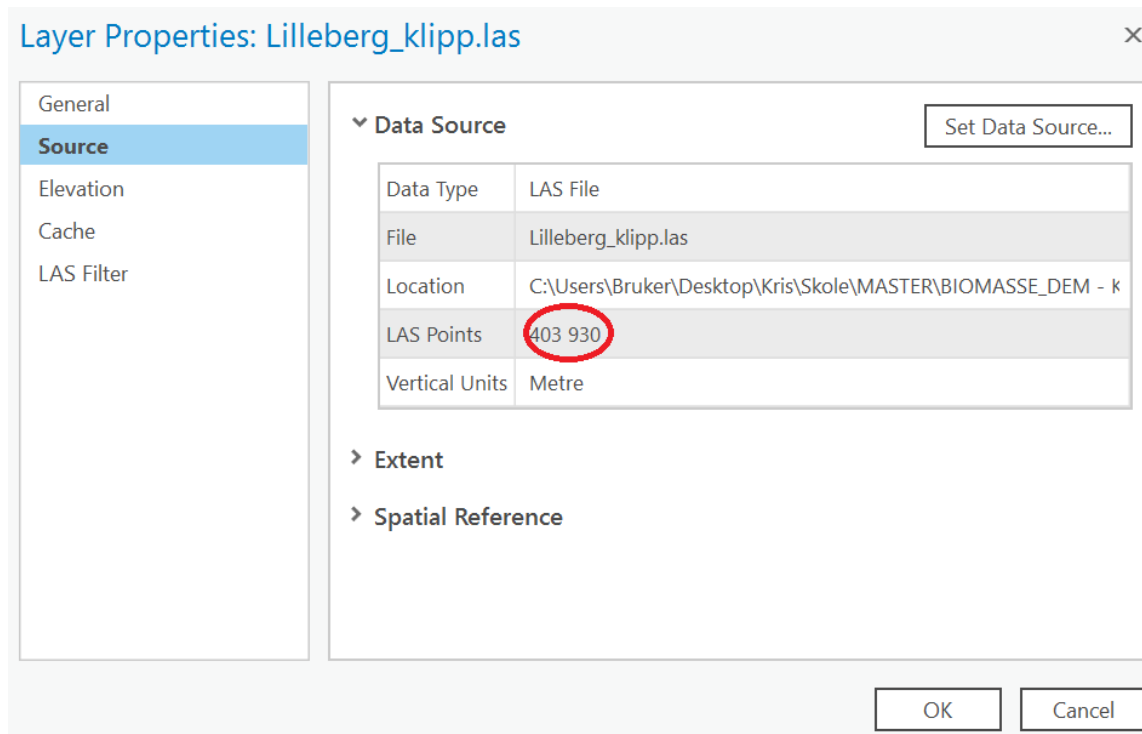 Layer Properties: Lilleberg_klipp.las
General
Source
Elevation
Cache
LAS Filter
Data Source
Set Data Source...
Data Type LAS File
File Lilleberg_klipp.las
Location C:\Users\Bruker\Desktop\Kris\Skole\MASTER\BIOMASSE_DEM - K
LAS Points 403 930
Vertical Units Metre
Extent
Spatial Reference
OK Cancel